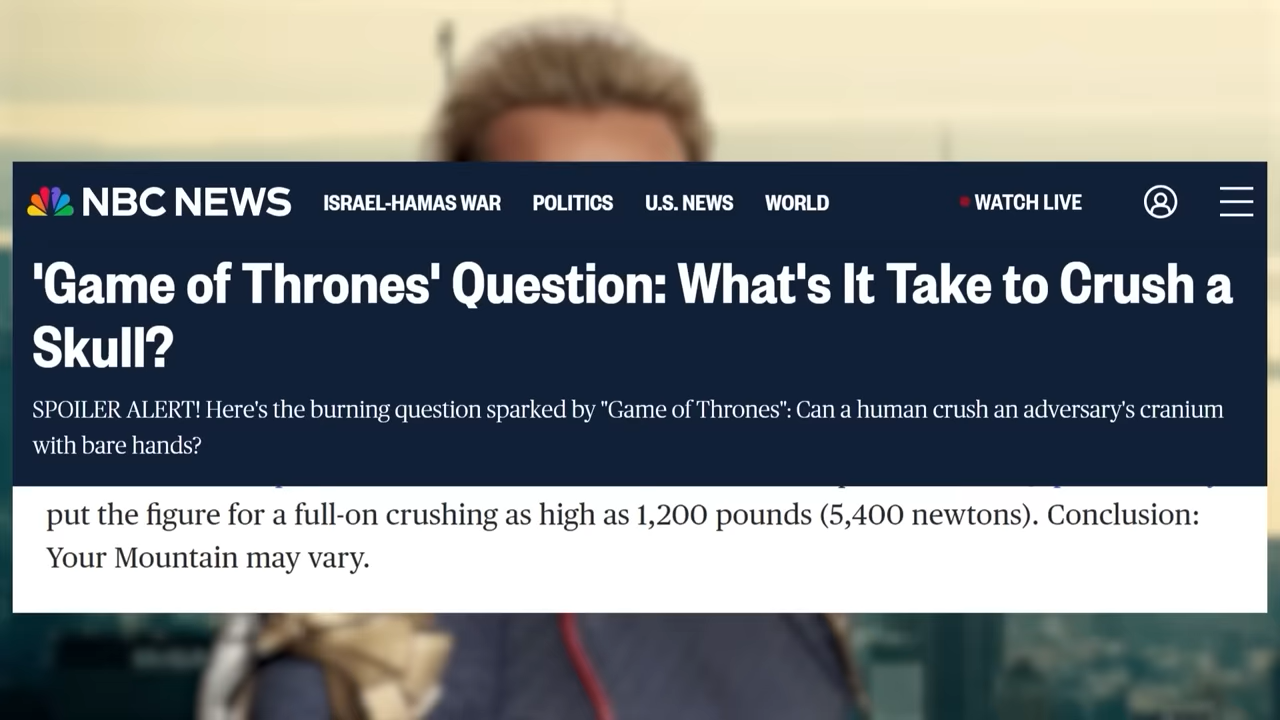 NBC NEWS ISRAEL-HAMAS WAR POLITICS U.S. NEWS WORLD WATCH LIVE
'Game of Thrones' Question: What's It Take to Crush a
Skull?
SPOILER ALERT! Here's the burning question sparked by "Game of Thrones": Can a human crush an adversary's cranium
with bare hands?
put the figure for a full-on crushing as high as 1,200 pounds (5,400 newtons). Conclusion:
Your Mountain may vary.